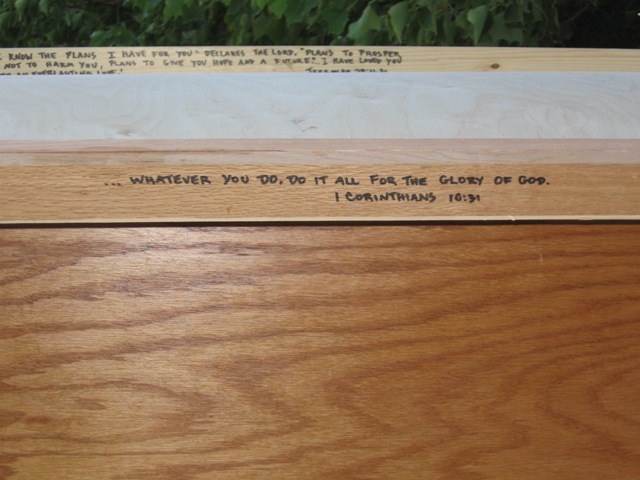 KNOW THE PLANS I HAVE FOR YOU" DECLARES THE LORD, "PLANS TO PROSPER
NOT TO HARM YOU, PLANS TO GIVE YOU HOPE AND A FUTURE". I HAVE LOVED YOU
EVERLASTING LOVE."
... WHATEVER YOU DO, DO IT ALL FOR THE GLORY OF GOD.
1 CORINTHIANS 10:31